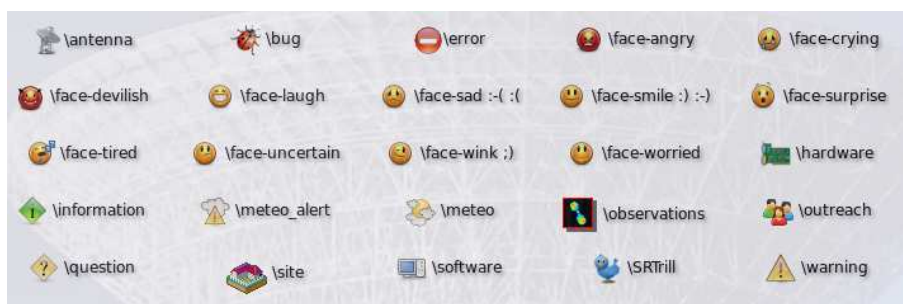 \antenna \bug \error \face-angry \face-crying
\face-devilish \face-laugh \face-sad :-( :( \face-smile :) :-) \face-surprise
\face-tired \face-uncertain \face-wink ;) \face-worried \hardware
\information \meteo_alert \meteo \observations \outreach
\question \site \software \SRTrill \warning